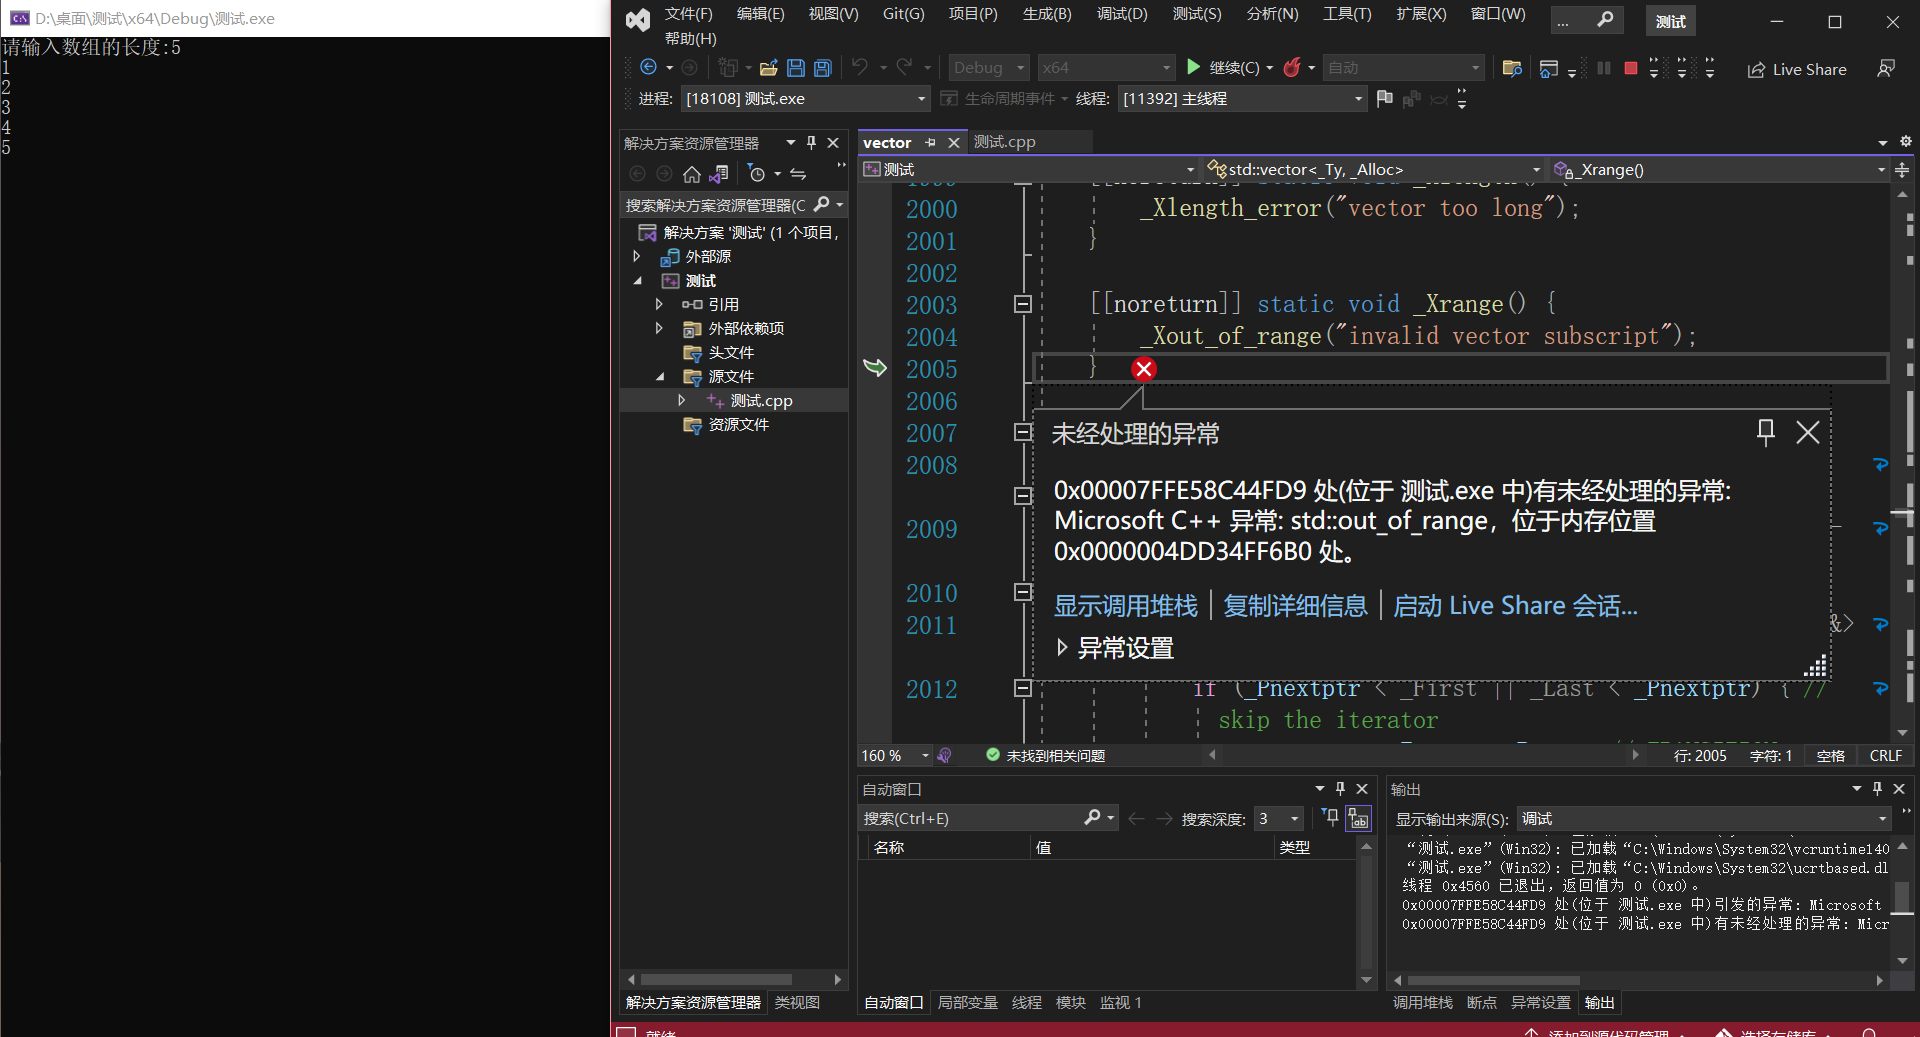 D:\桌面\测试\x64\Debug\测试.exe
请输入数组的长度:5
1
2
3
4
5
文件(F) 编辑(E) 视图(V) Git(G) 项目(P) 生成(B) 调试(D) 测试(S) 分析(N) 工具(T) 扩展(X) 窗口(W)
帮助(H)
...
测试
Debug x64 继续(C) 自动 Live Share
进程: [18108] 测试.exe 生命周期事件 线程: [11392] 主线程
解决方案资源管理器
搜索解决方案资源管理器(C
解决方案 '测试' (1 个项目,
外部源
测试
引用
外部依赖项
头文件
源文件
测试.cpp
资源文件
解决方案资源管理器 类视图
vector 测试.cpp
测试 std::vector<_Ty, _Alloc> _Xrange()
2000 _Xlength_error("vector too long");
2001 }
2002
2003 [[noreturn]] static void _Xrange() {
2004 _Xout_of_range("invalid vector subscript");
2005 }
2006
2007
2008
2009
2010
2011 &>
2012 if (_Pnextptr < _First || _Last < _Pnextptr) { //
skip the iterator
未经处理的异常
0x00007FFE58C44FD9 处(位于 测试.exe 中)有未经处理的异常:
Microsoft C++ 异常: std::out_of_range，位于内存位置
0x0000004DD34FF6B0 处。
显示调用堆栈 | 复制详细信息 | 启动 Live Share 会话...
异常设置
160 % 未找到相关问题 行: 2005 字符: 1 空格 CRLF
自动窗口
搜索(Ctrl+E) 搜索深度: 3
名称 值 类型
自动窗口 局部变量 线程 模块 监视 1
输出
显示输出来源(S): 调试
“测试.exe”(Win32): 已加载“C:\Windows\System32\vcruntime140
“测试.exe”(Win32): 已加载“C:\Windows\System32\ucrtbased.dl
线程 0x4560 已退出，返回值为 0 (0x0)。
0x00007FFE58C44FD9 处(位于 测试.exe 中)引发的异常: Microsoft
0x00007FFE58C44FD9 处(位于 测试.exe 中)有未经处理的异常: Micr
调用堆栈 断点 异常设置 输出
就绪 添加到源代码管理 选择存储库